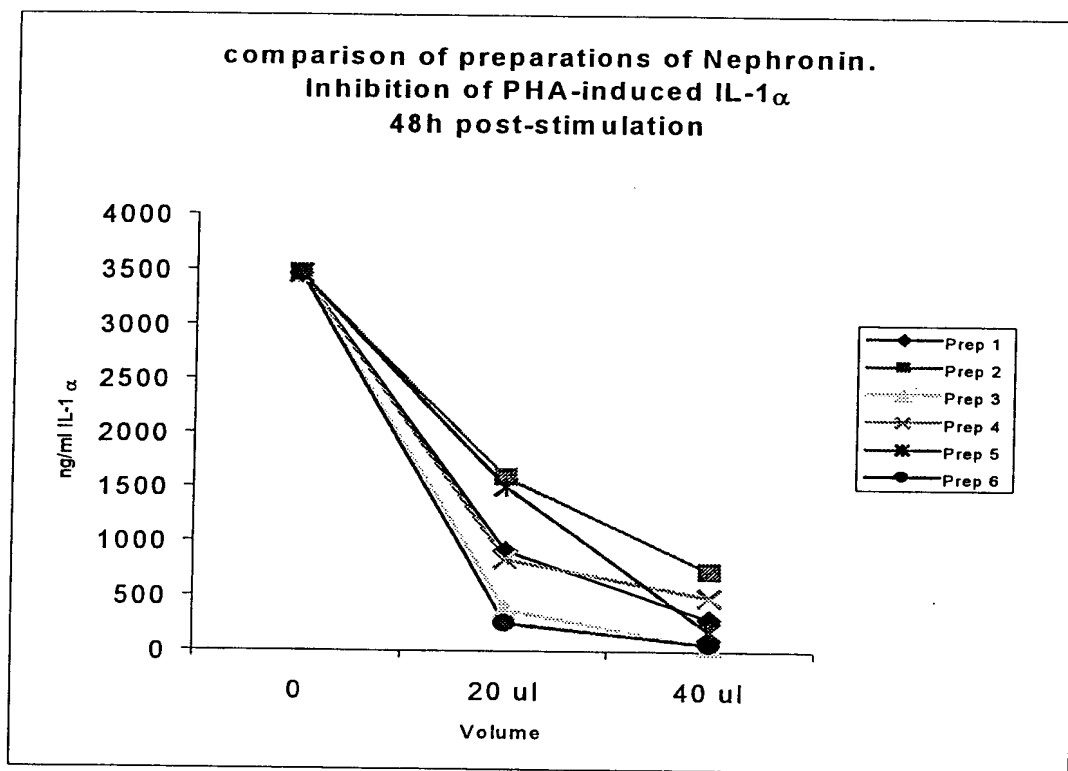 comparison of preparations of Nephronin.
Inhibition of PHA-induced IL-1α
48h post-stimulation
4000
3500
3000
2500
2000
1500
1000
500
0
ng/ml IL-1 α
0
20 ul
40 ul
Volume
Prep 1
Prep 2
Prep 3
Prep 4
Prep 5
Prep 6